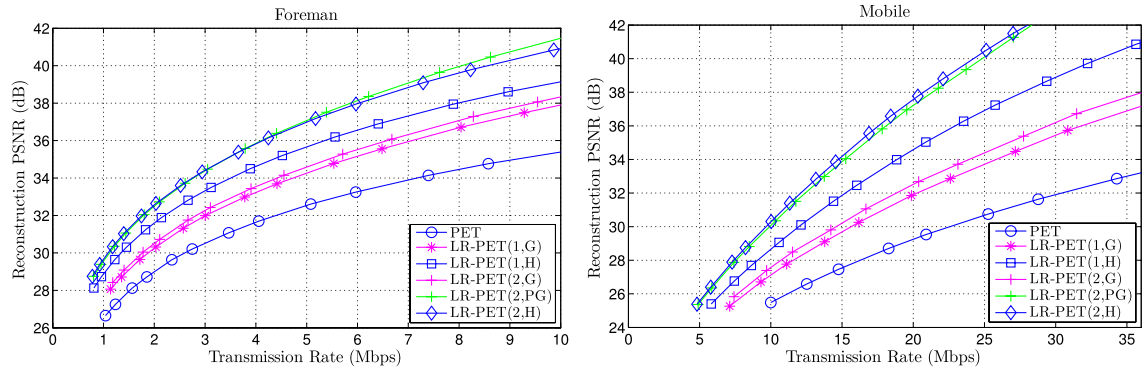 Foreman
42
40
38
36
34
32
30
28
26
Reconstruction PSNR (dB)
0 1 2 3 4 5 6 7 8 9 10
Transmission Rate (Mbps)
PET
LR-PET(1,G)
LR-PET(1,H)
LR-PET(2,G)
LR-PET(2,PG)
LR-PET(2,H)
Mobile
42
40
38
36
34
32
30
28
26
24
Reconstruction PSNR (dB)
0 5 10 15 20 25 30 35
Transmission Rate (Mbps)
PET
LR-PET(1,G)
LR-PET(1,H)
LR-PET(2,G)
LR-PET(2,PG)
LR-PET(2,H)